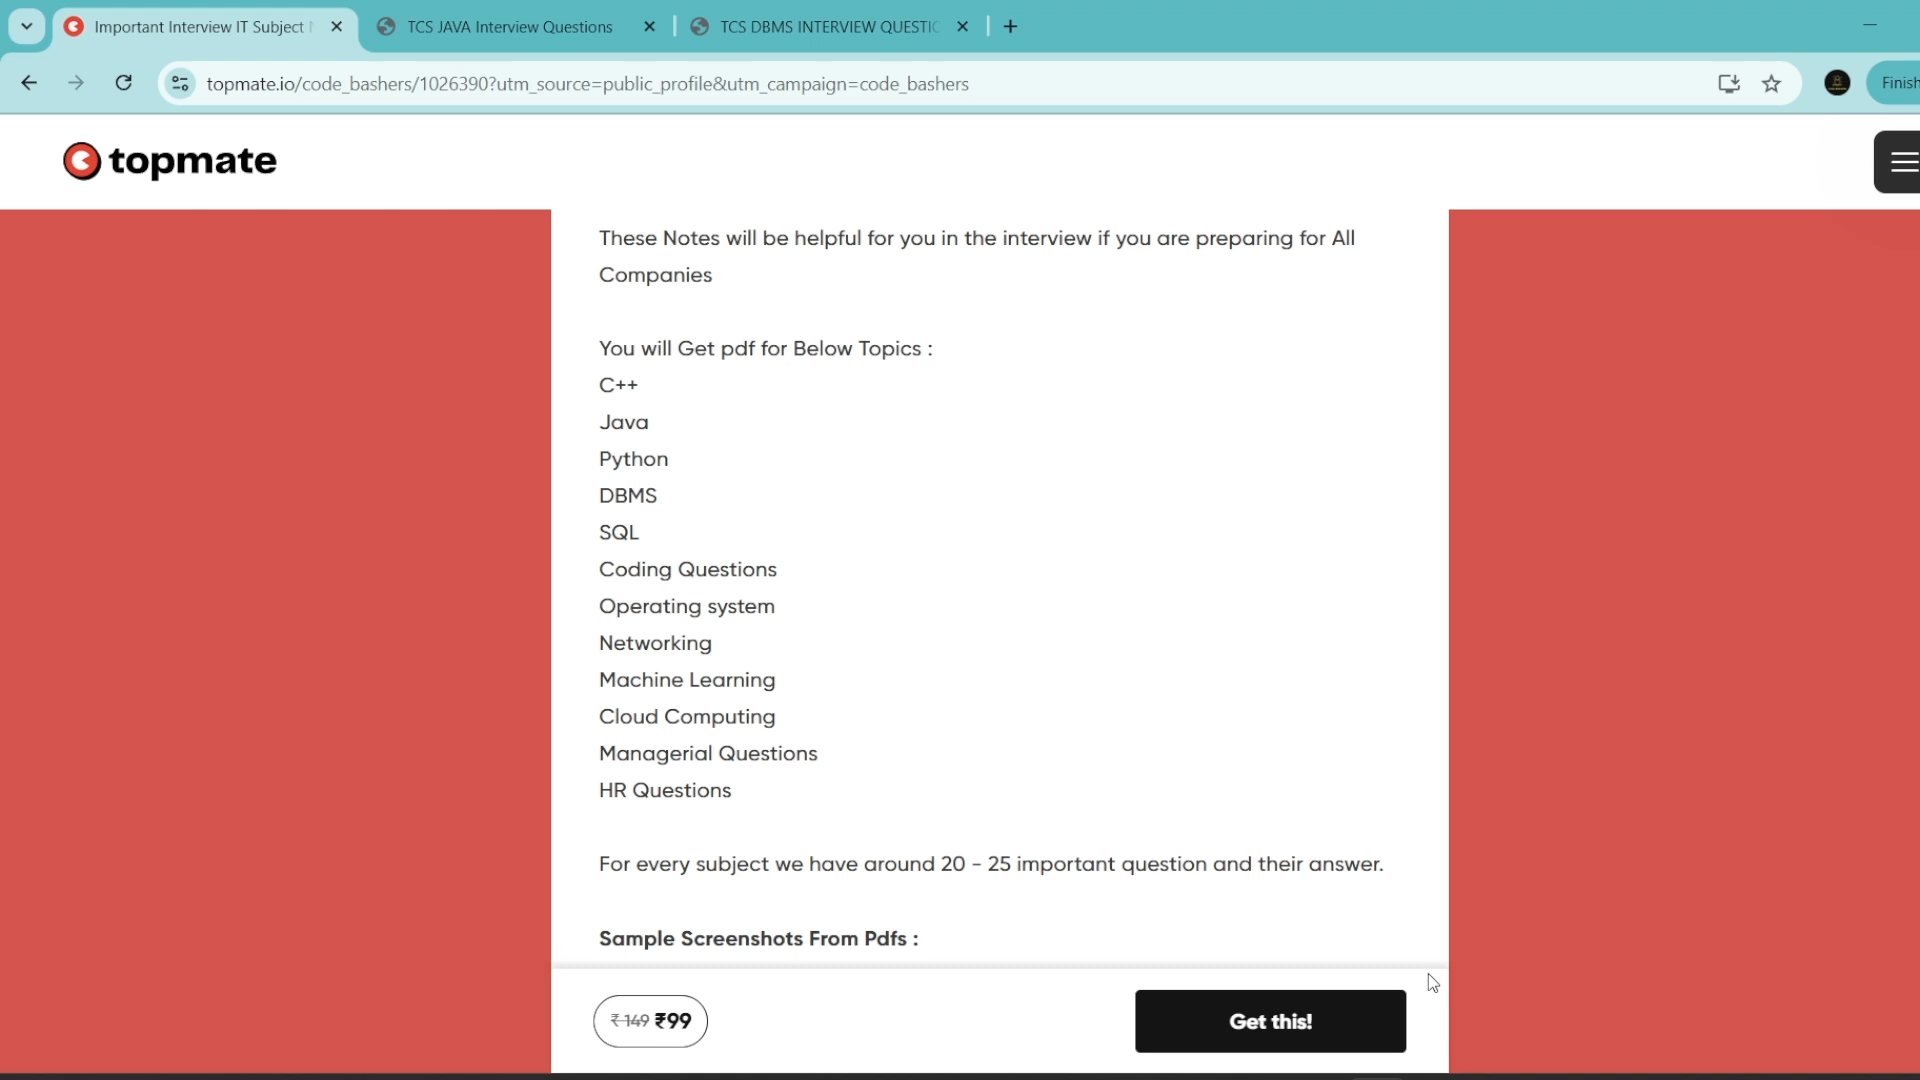 Important Interview IT Subject
TCS JAVA Interview Questions
TCS DBMS INTERVIEW QUESTIC
topmate.io/code_bashers/1026390?utm_source=public_profile&utm_campaign=code_bashers
Finish
topmate
These Notes will be helpful for you in the interview if you are preparing for All
Companies
You will Get pdf for Below Topics :
C++
Java
Python
DBMS
SQL
Coding Questions
Operating system
Networking
Machine Learning
Cloud Computing
Managerial Questions
HR Questions
For every subject we have around 20 - 25 important question and their answer.
Sample Screenshots From Pdfs :
₹ 149 ₹99
Get this!